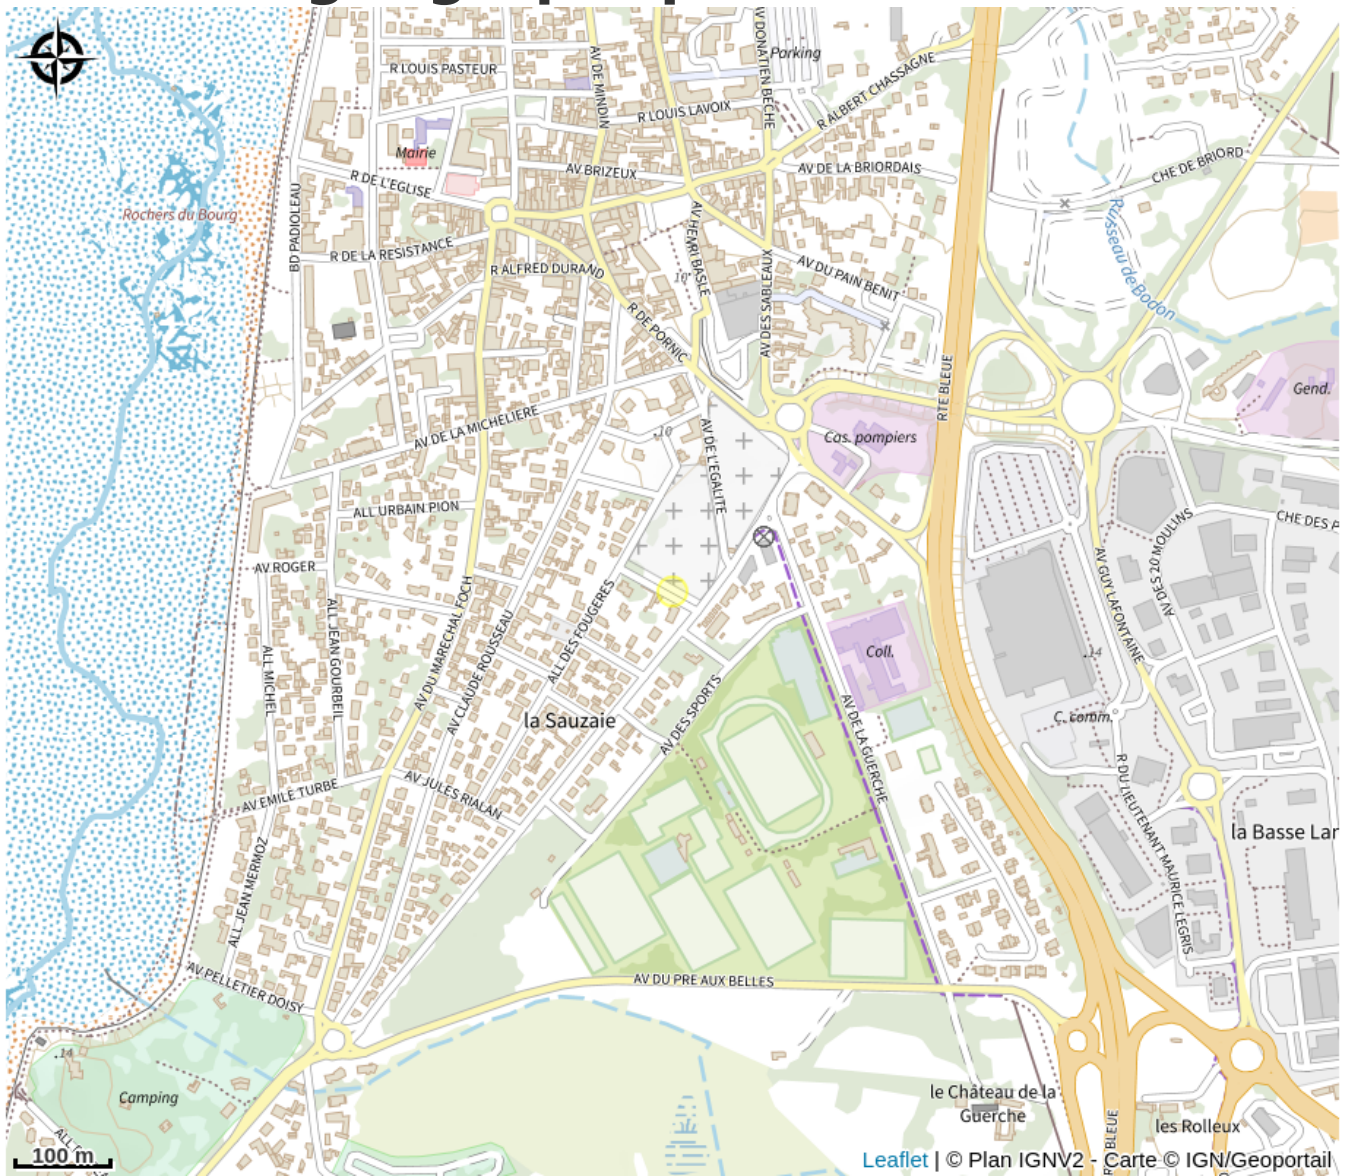 Parking
R LOUIS PASTEUR
AV DE MINDIN
AV DONATIEN BECHE
R ALBERT CHASSAGNE
R LOUIS LAVOIX
Mairie
AV BRIZEUX
AV DE LA BRIORDAIS
CHE DE BRIORD
R DE L'EGLISE
Rochers du Bourg
BD PADIOLEAU
R DE LA RESISTANCE
R ALFRED DURAND
AV HENRI BASLE
10
AV DES SABLEAUX
AV DU PAIN BENIT
Ruisseau de Bodon
R DE PORNIC
RTE BLEUE
Gend.
AV DE LA MICHELIERE
10
AV DE L'EGALITE
Cas. pompiers
ALL URBAIN PION
AV DES 20 MOULINS
CHE DES P
AV ROGER
AV GUY LAFONTAINE
ALL JEAN GOURBEIL
ALL MICHEL
AV DU MARECHAL FOCH
AV CLAUDE ROUSSEAU
ALL DES FOUGERES
Coll.
14
la Sauzaie
AV DES SPORTS
AV DE LA GUERCHE
C. comm.
AV EMILE TURBE
AV JULES RIALAN
R DU LIEUTENANT MAURICE LEGRIS
la Basse Lar
ALL JEAN MERMOZ
AV PELLETIER DOISY
AV DU PRE AUX BELLES
14
Camping
le Château de la
Guerche
les Rolleux
R BLEUE
100 m
Leaflet | © Plan IGNV2 - Carte © IGN/Geoportail